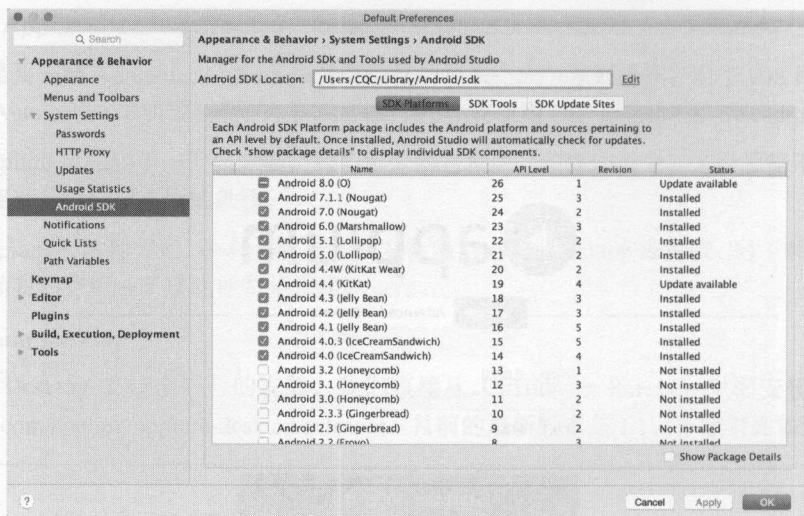 Default Preferences
Search
Appearance & Behavior
Appearance
Menus and Toolbars
System Settings
Passwords
HTTP Proxy
Updates
Usage Statistics
Android SDK
Notifications
Quick Lists
Path Variables
Keymap
Editor
Plugins
Build, Execution, Deployment
Tools
Appearance & Behavior › System Settings › Android SDK
Manager for the Android SDK and Tools used by Android Studio
Android SDK Location: /Users/CQC/Library/Android/sdk Edit
SDK Platforms SDK Tools SDK Update Sites
Each Android SDK Platform package includes the Android platform and sources pertaining to
an API level by default. Once installed, Android Studio will automatically check for updates.
Check "show package details" to display individual SDK components.
Name API Level Revision Status
Android 8.0 (O) 26 1 Update available
Android 7.1.1 (Nougat) 25 3 Installed
Android 7.0 (Nougat) 24 2 Installed
Android 6.0 (Marshmallow) 23 3 Installed
Android 5.1 (Lollipop) 22 2 Installed
Android 5.0 (Lollipop) 21 2 Installed
Android 4.4W (KitKat Wear) 20 2 Installed
Android 4.4 (KitKat) 19 4 Update available
Android 4.3 (Jelly Bean) 18 3 Installed
Android 4.2 (Jelly Bean) 17 3 Installed
Android 4.1 (Jelly Bean) 16 5 Installed
Android 4.0.3 (IceCreamSandwich) 15 5 Installed
Android 4.0 (IceCreamSandwich) 14 4 Installed
Android 3.2 (Honeycomb) 13 1 Not installed
Android 3.1 (Honeycomb) 12 3 Not installed
Android 3.0 (Honeycomb) 11 2 Not installed
Android 2.3.3 (Gingerbread) 10 2 Not installed
Android 2.3 (Gingerbread) 9 2 Not installed
Android 2.2 (Froyo) 8 3 Not installed
Show Package Details
? Cancel Apply OK